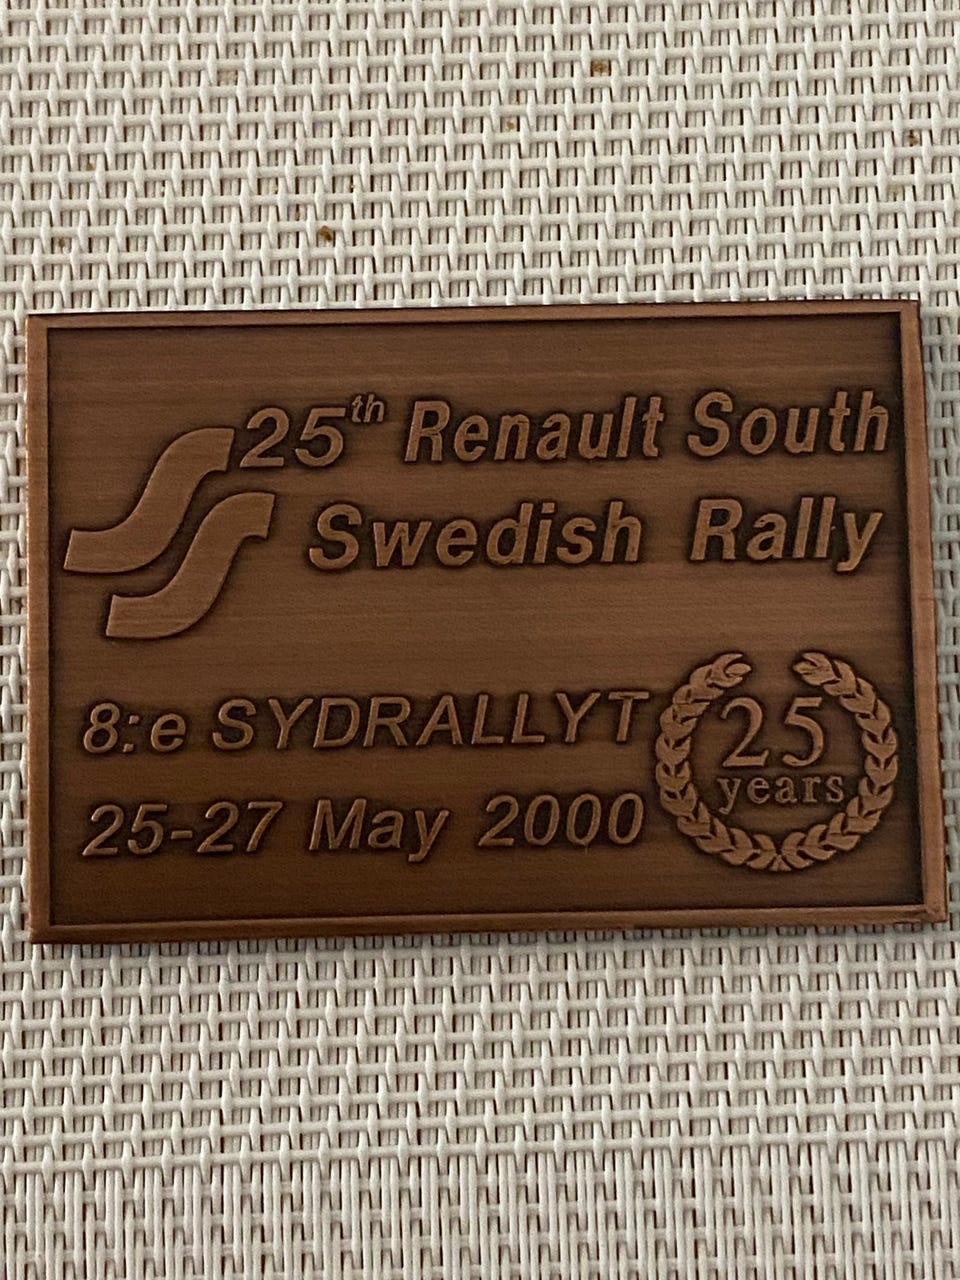 25th Renault South
Swedish Rally
8:e SYDRALLYT
25-27 May 2000
25
years